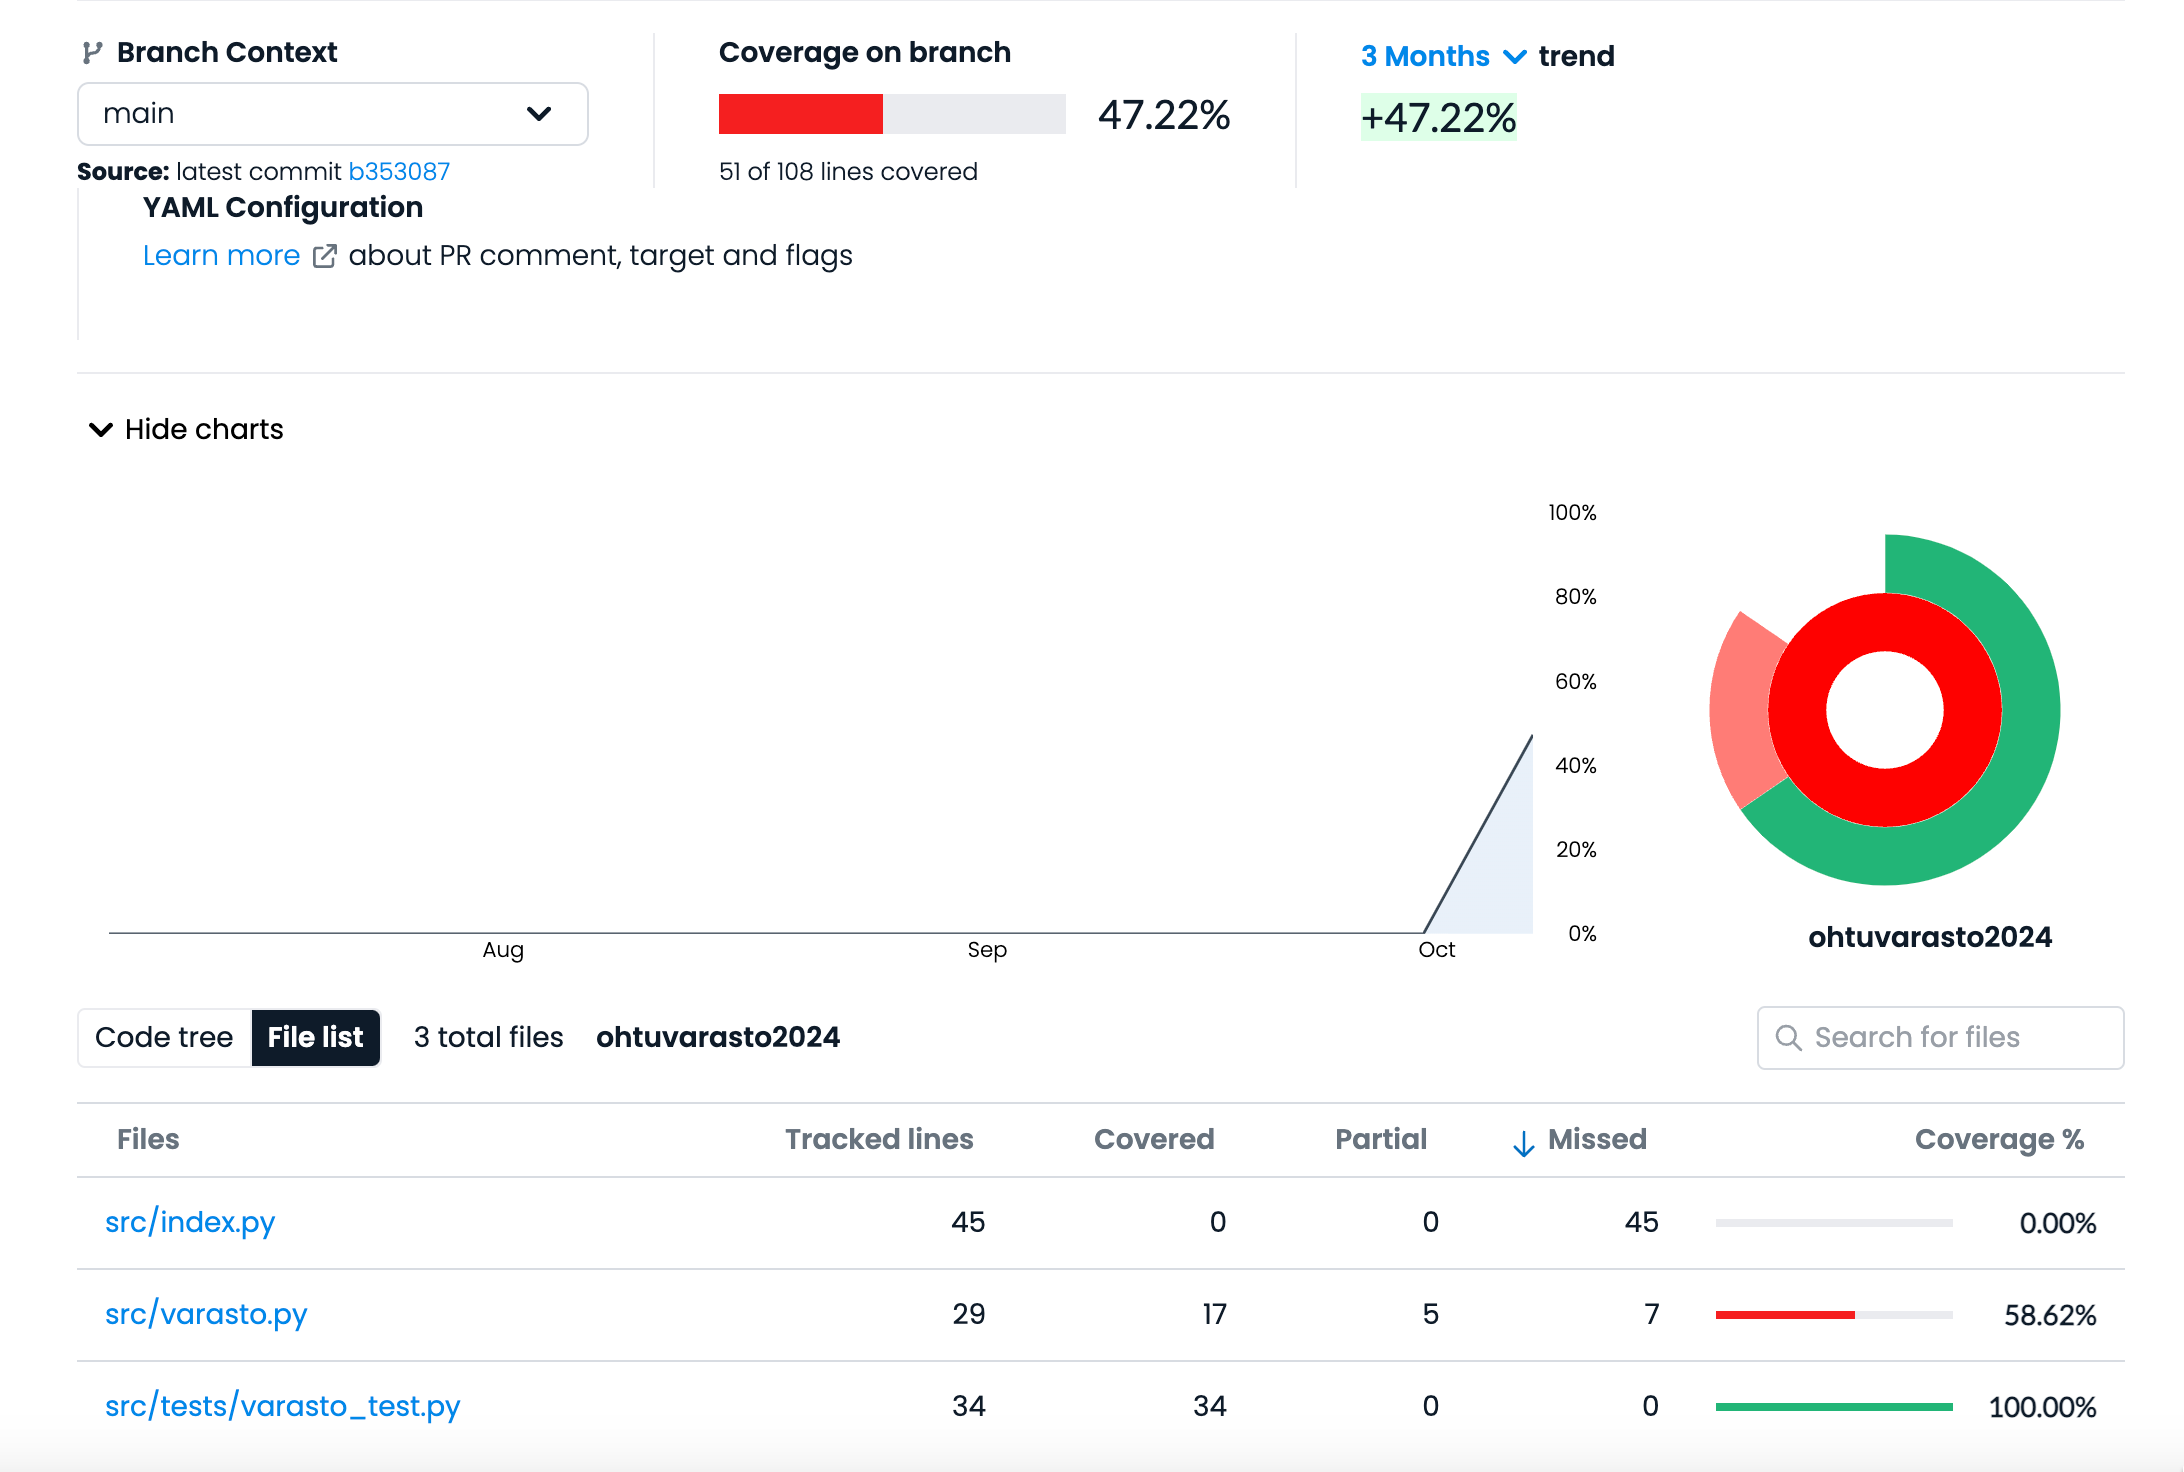 Branch Context
main
Source: latest commit b353087
Coverage on branch
47.22%
51 of 108 lines covered
3 Months trend
+47.22%
YAML Configuration
Learn more about PR comment, target and flags
Hide charts
100%
80%
60%
40%
20%
0%
Aug Sep Oct
ohtuvarasto2024
Code tree File list 3 total files ohtuvarasto2024
Search for files
Files Tracked lines Covered Partial Missed Coverage %
src/index.py 45 0 0 45 0.00%
src/varasto.py 29 17 5 7 58.62%
src/tests/varasto_test.py 34 34 0 0 100.00%